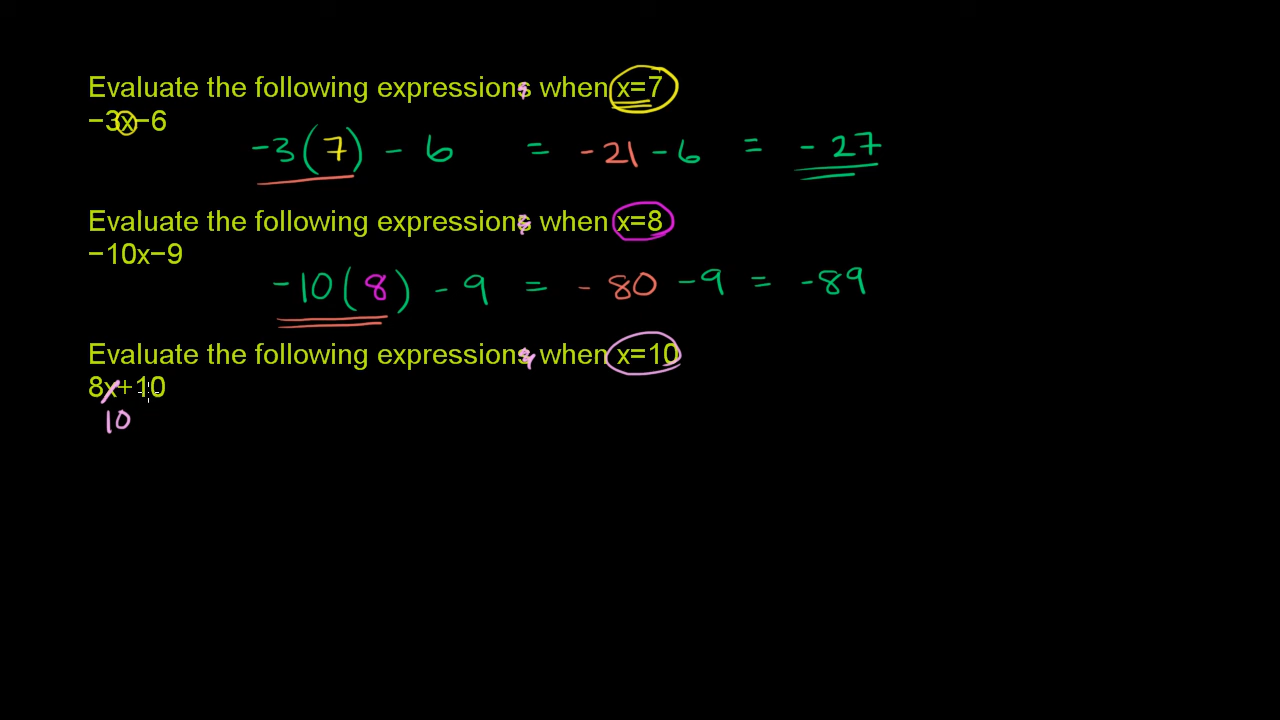 Evaluate the following expressions when x=7
−3x−6
-3(7) - 6 = -21 - 6 = -27
Evaluate the following expressions when x=8
−10x−9
-10(8) - 9 = -80 - 9 = -89
Evaluate the following expressions when x=10
8x+10
10